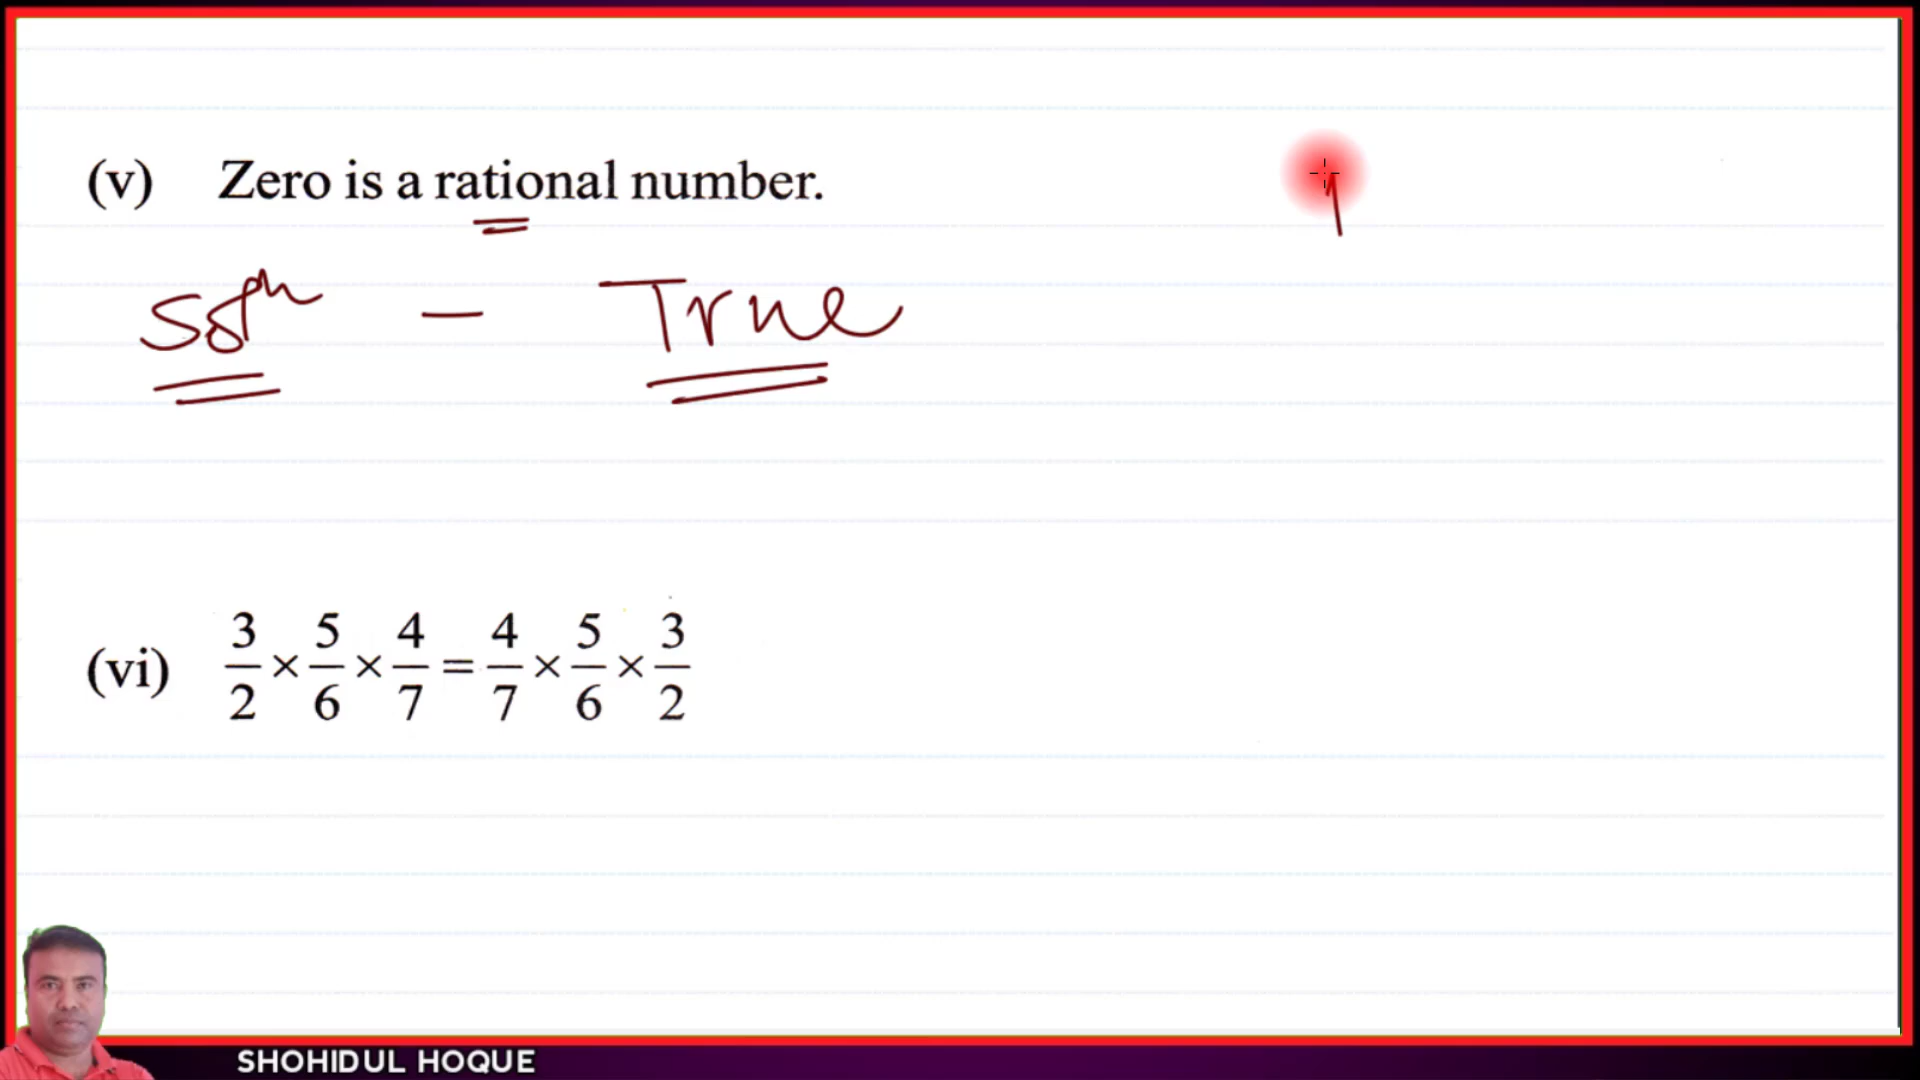 (v) Zero is a rational number.
Sol^n — True
(vi) 3/2 × 5/6 × 4/7 = 4/7 × 5/6 × 3/2
SHOHIDUL HOQUE